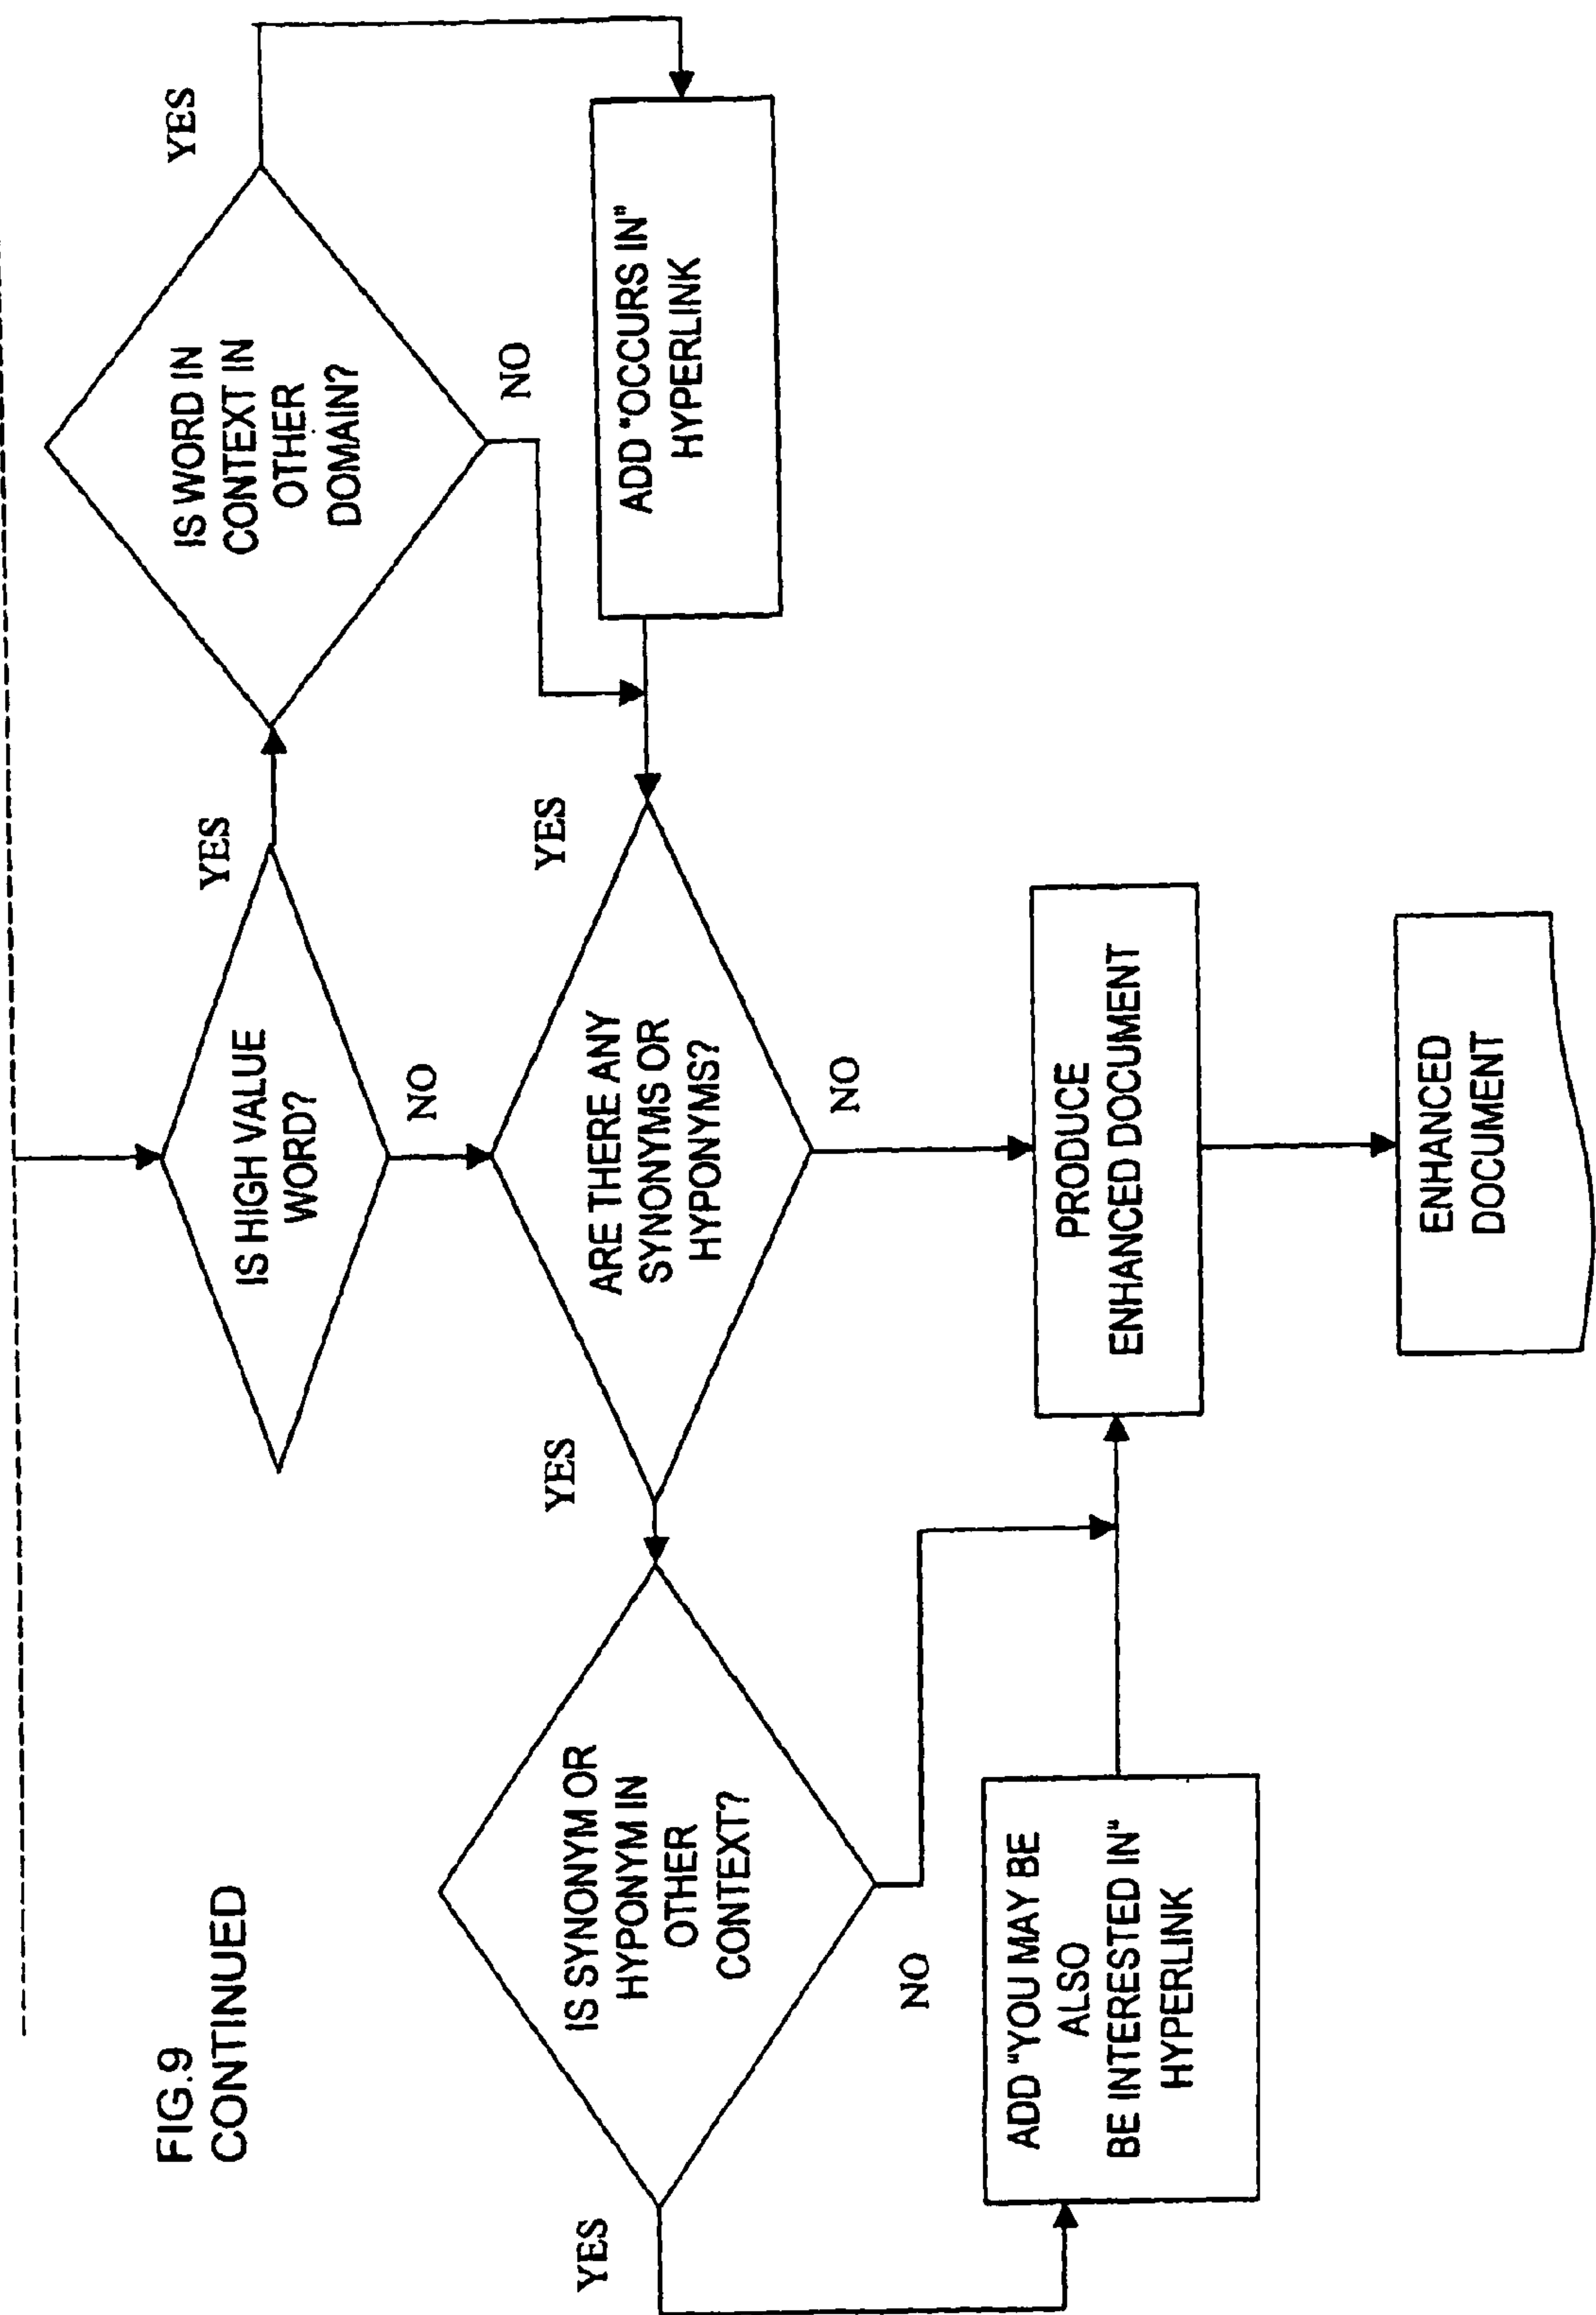 FIG.9
CONTINUED
IS HIGH VALUE
WORD?
YES
NO
IS WORD IN
CONTEXT IN
OTHER
DOMAIN?
YES
NO
ADD "OCCURS IN"
HYPERLINK
YES
ARE THERE ANY
SYNONYMS OR
HYPONYMS?
YES
NO
IS SYNONYM OR
HYPONYM IN
OTHER
CONTEXT?
YES
NO
ADD "YOU MAY BE
ALSO
BE INTERESTED IN"
HYPERLINK
PRODUCE
ENHANCED DOCUMENT
ENHANCED
DOCUMENT